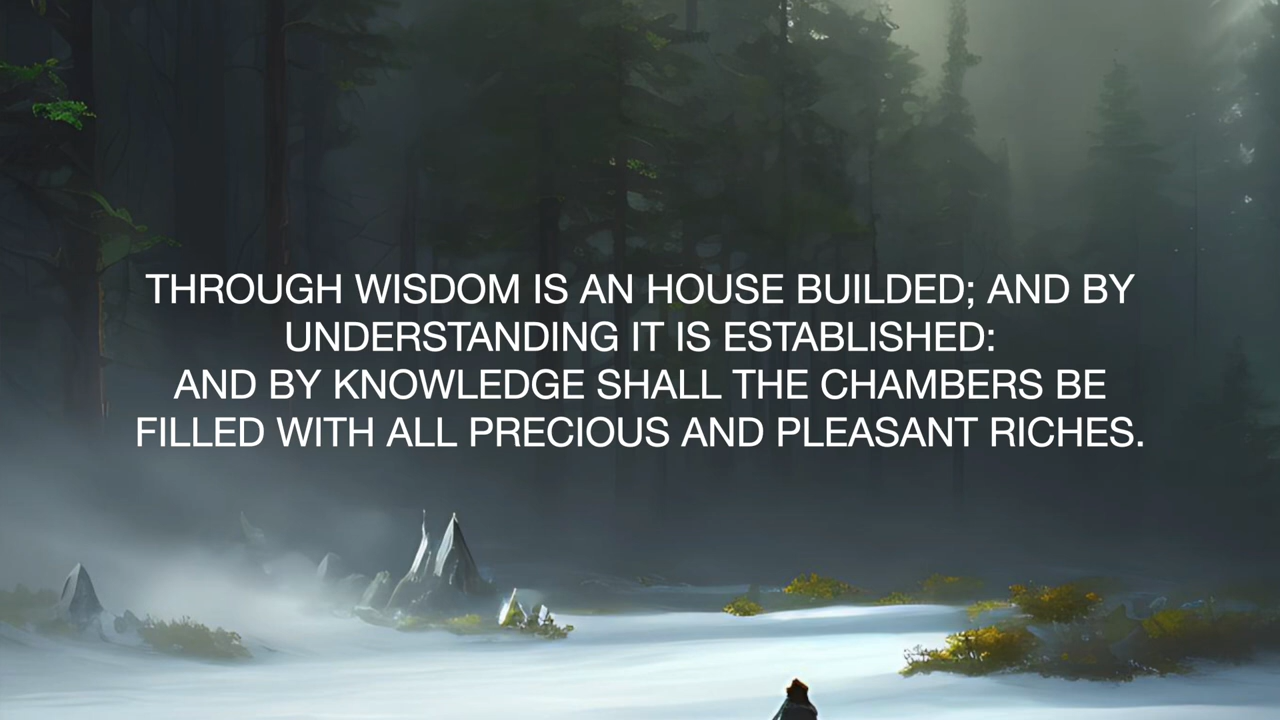 THROUGH WISDOM IS AN HOUSE BUILDED; AND BY
UNDERSTANDING IT IS ESTABLISHED:
AND BY KNOWLEDGE SHALL THE CHAMBERS BE
FILLED WITH ALL PRECIOUS AND PLEASANT RICHES.